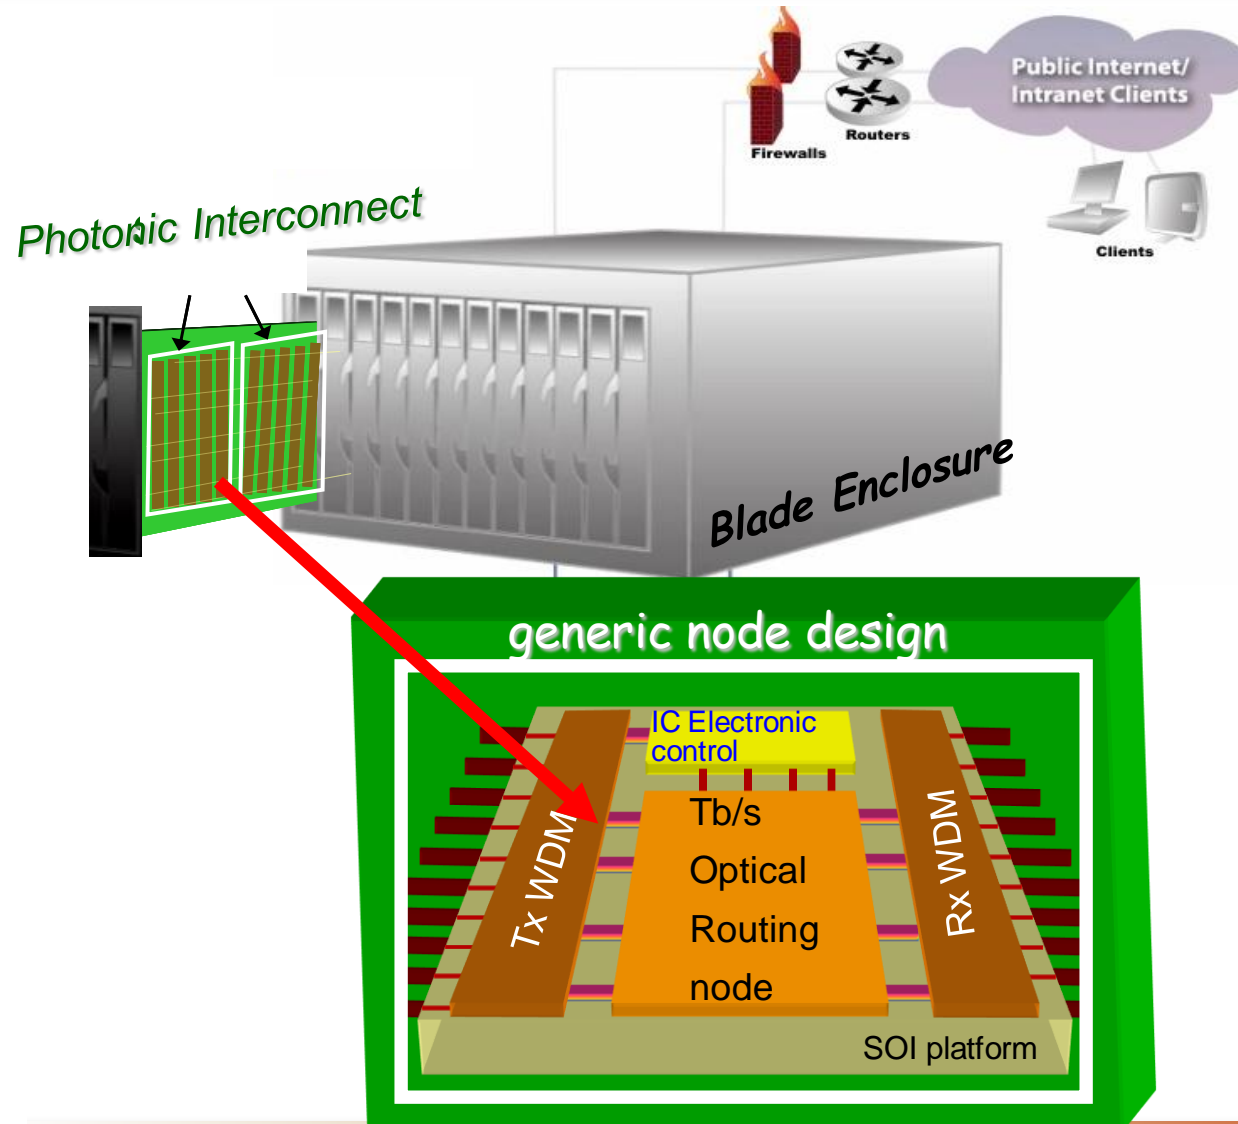 Public Internet/
Intranet Clients
Routers
Firewalls
Clients
Photonic Interconnect
Blade Enclosure
generic node design
IC Electronic
control
Tb/s
Optical
Routing
node
Tx WDM
Rx WDM
SOI platform